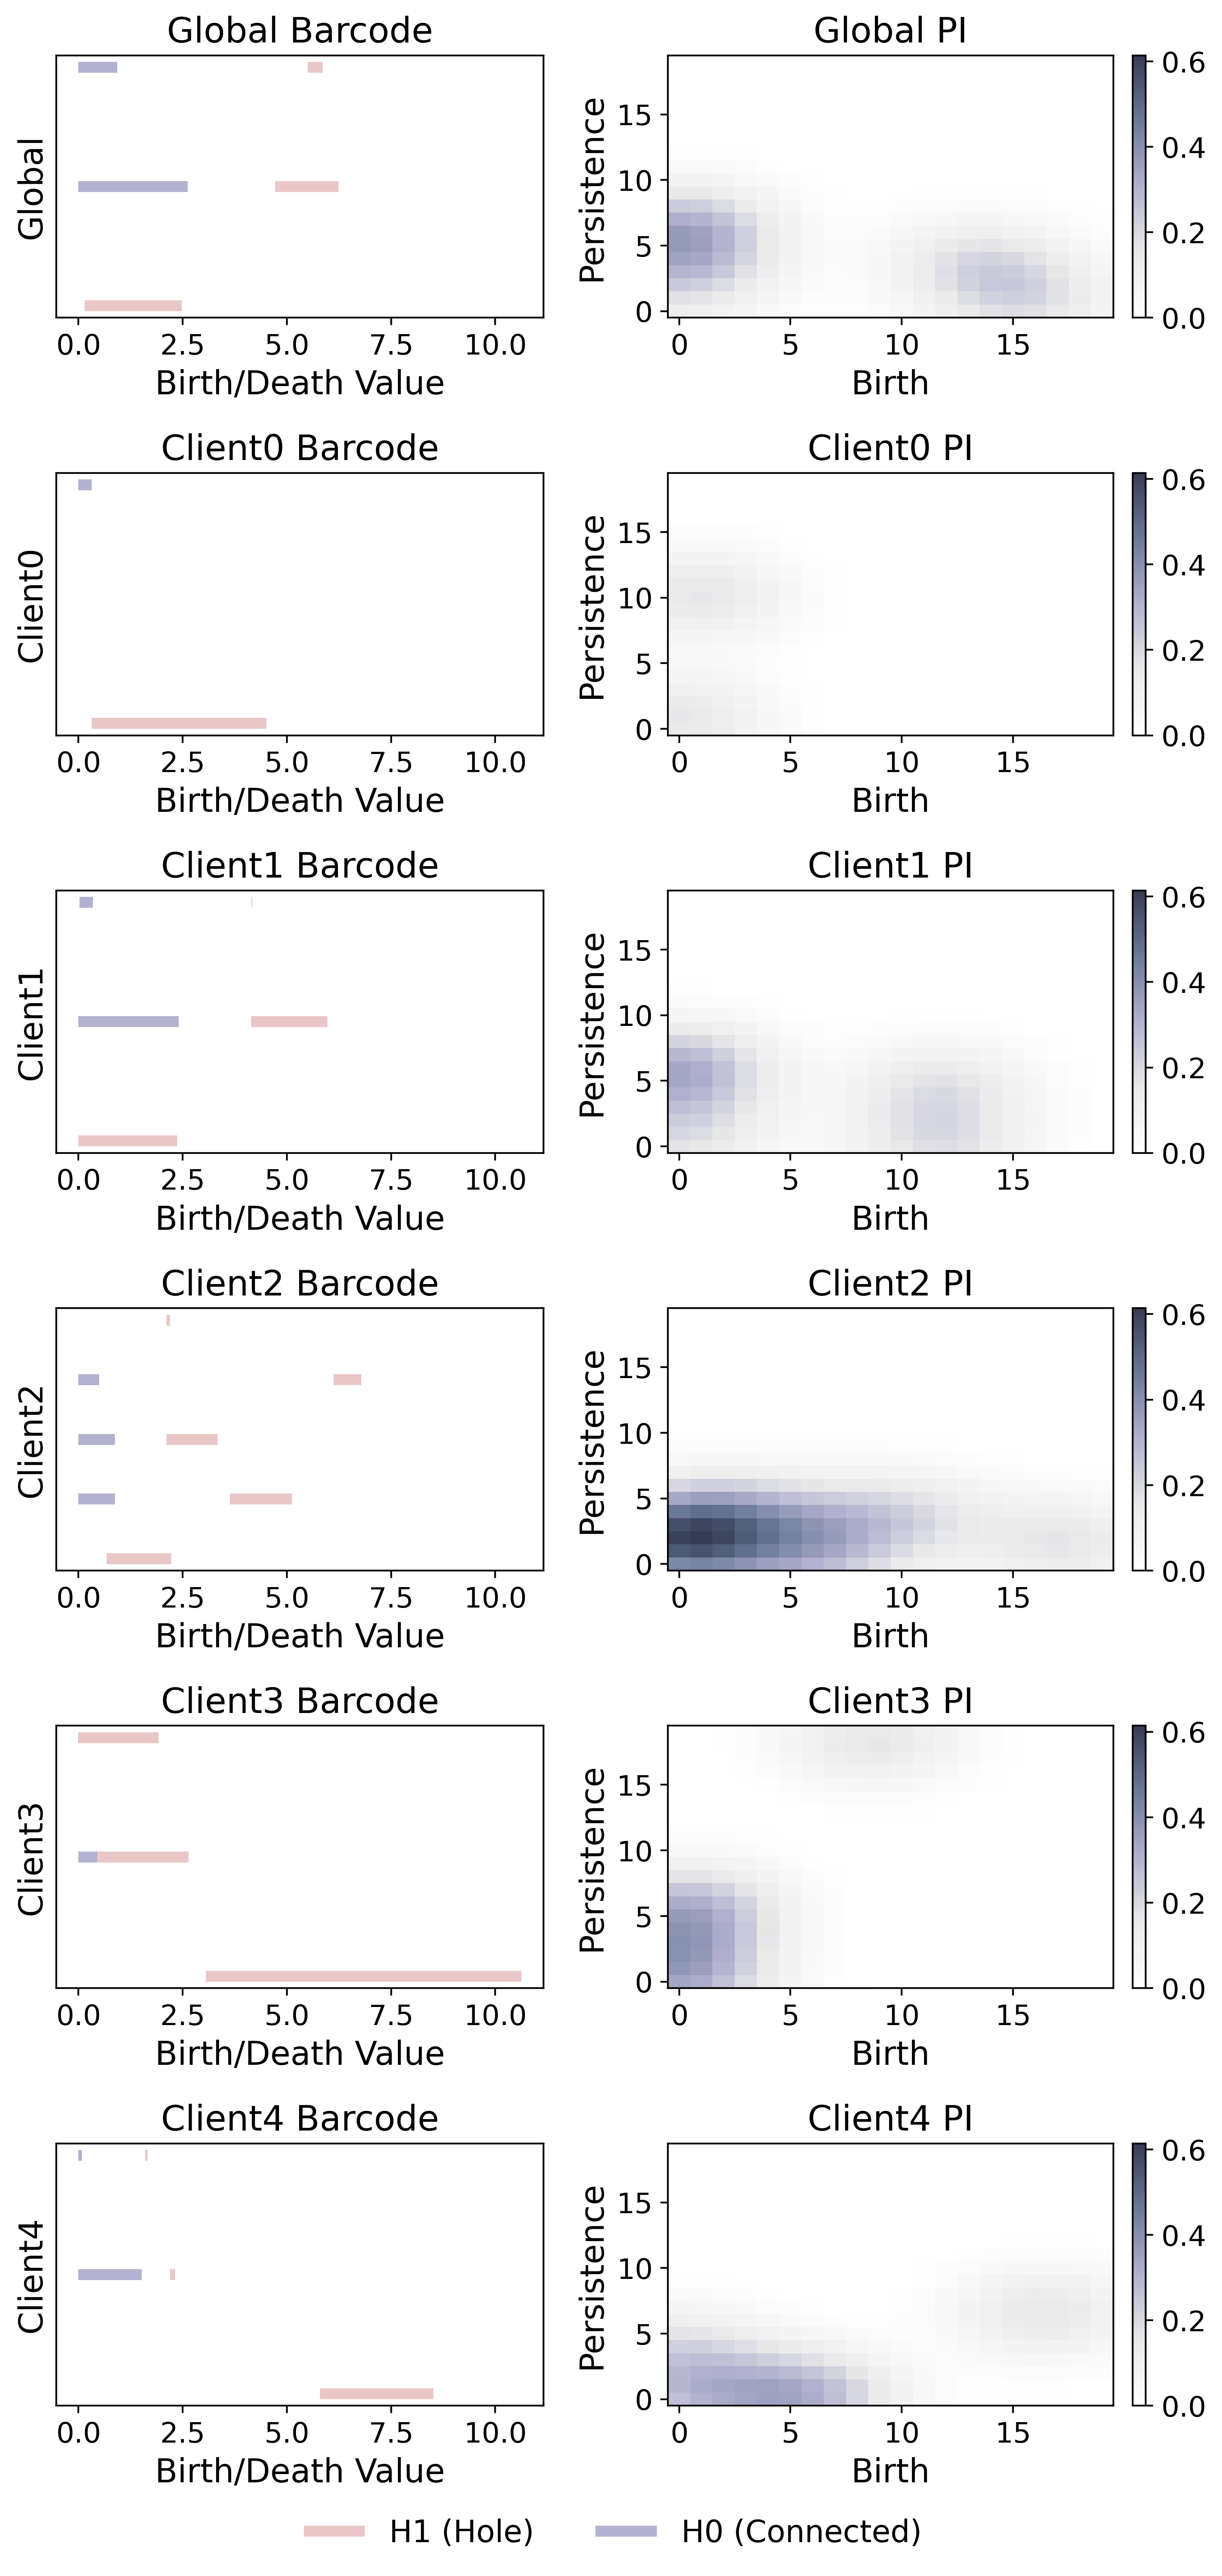 Global Barcode
Global
0.0 2.5 5.0 7.5 10.0
Birth/Death Value
Global PI
Persistence
15
10
5
0
0 5 10 15
Birth
0.6
0.4
0.2
0.0
Client0 Barcode
Client0
0.0 2.5 5.0 7.5 10.0
Birth/Death Value
Client0 PI
Persistence
15
10
5
0
0 5 10 15
Birth
0.6
0.4
0.2
0.0
Client1 Barcode
Client1
0.0 2.5 5.0 7.5 10.0
Birth/Death Value
Client1 PI
Persistence
15
10
5
0
0 5 10 15
Birth
0.6
0.4
0.2
0.0
Client2 Barcode
Client2
0.0 2.5 5.0 7.5 10.0
Birth/Death Value
Client2 PI
Persistence
15
10
5
0
0 5 10 15
Birth
0.6
0.4
0.2
0.0
Client3 Barcode
Client3
0.0 2.5 5.0 7.5 10.0
Birth/Death Value
Client3 PI
Persistence
15
10
5
0
0 5 10 15
Birth
0.6
0.4
0.2
0.0
Client4 Barcode
Client4
0.0 2.5 5.0 7.5 10.0
Birth/Death Value
Client4 PI
Persistence
15
10
5
0
0 5 10 15
Birth
0.6
0.4
0.2
0.0
H1 (Hole) H0 (Connected)